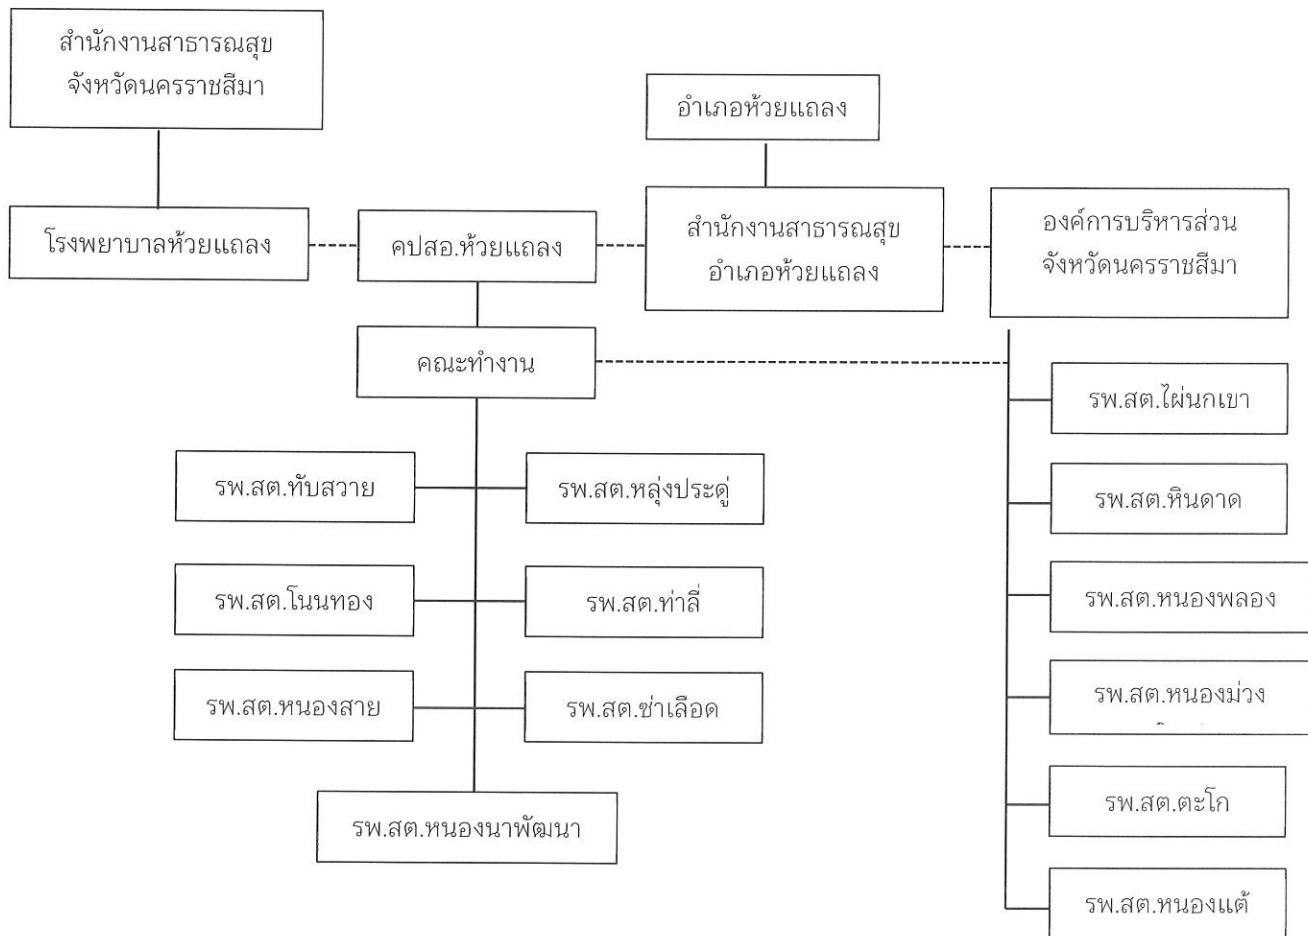 สำนักงานสาธารณสุข
จังหวัดนครราชสีมา
อำเภอห้วยแถลง
โรงพยาบาลห้วยแถลง
คปสอ.ห้วยแถลง
สำนักงานสาธารณสุข
อำเภอห้วยแถลง
องค์การบริหารส่วน
จังหวัดนครราชสีมา
คณะทำงาน
รพ.สต.ทับสวาย
รพ.สต.หลุ่งประดู่
รพ.สต.โนนทอง
รพ.สต.ท่าลี่
รพ.สต.หนองสาย
รพ.สต.ซ่าเลือด
รพ.สต.หนองนาพัฒนา
รพ.สต.ไผ่นกเขา
รพ.สต.หินดาด
รพ.สต.หนองพลอง
รพ.สต.หนองม่วง
รพ.สต.ตะโก
รพ.สต.หนองแต้